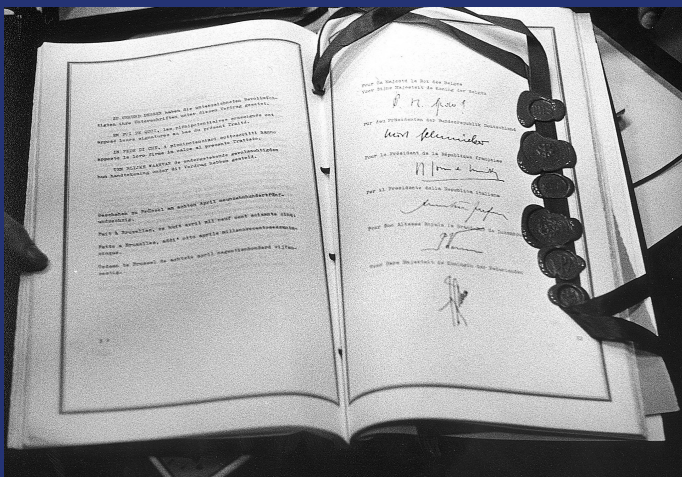 ZU URKUND DESSEN haben die unterzeichneten Bevollmäch-
tigten ihre Unterschriften unter diesen Vertrag gesetzt.
EN FOI DE QUOI, les plénipotentiaires soussignés ont
apposé leurs signatures au bas du présent Traité.
IN FEDE DI CHE, i plenipotenziari sottoscritti hanno
apposto le loro firme in calce al presente Trattato.
TEN BLIJKE WAARVAN de ondergetekende gevolmachtigden
hun handtekening onder dit Verdrag hebben gesteld.
Geschehen zu Brüssel am achten April neunzehnhundertfünf-
undsechzig.
Fait à Bruxelles, le huit avril mil neuf cent soixante cinq.
Fatto a Bruxelles, addi' otto aprile millenovecentosessanta-
cinque.
Gedaan te Brussel de achtste april negentienhonderd vijfen-
zestig.
Pour Sa Majesté le Roi des Belges
Voor Zijne Majesteit de Koning der Belgen
Für den Präsidenten der Bundesrepublik Deutschland
Pour le Président de la République française
Per il Presidente della Repubblica italiana
Pour Son Altesse Royale le Grand-Duc de Luxembourg
Voor Hare Majesteit de Koningin der Nederlanden